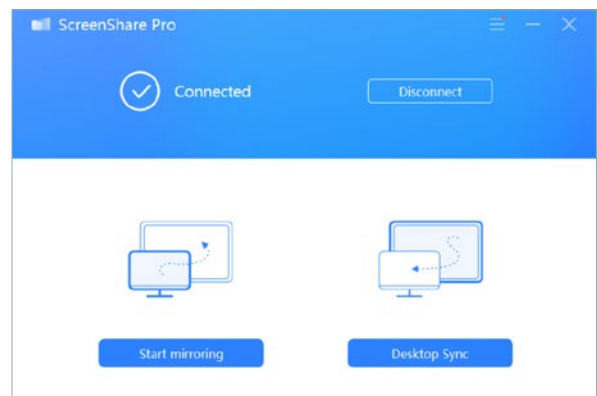 ScreenShare Pro
Connected
Disconnect
Start mirroring
Desktop Sync